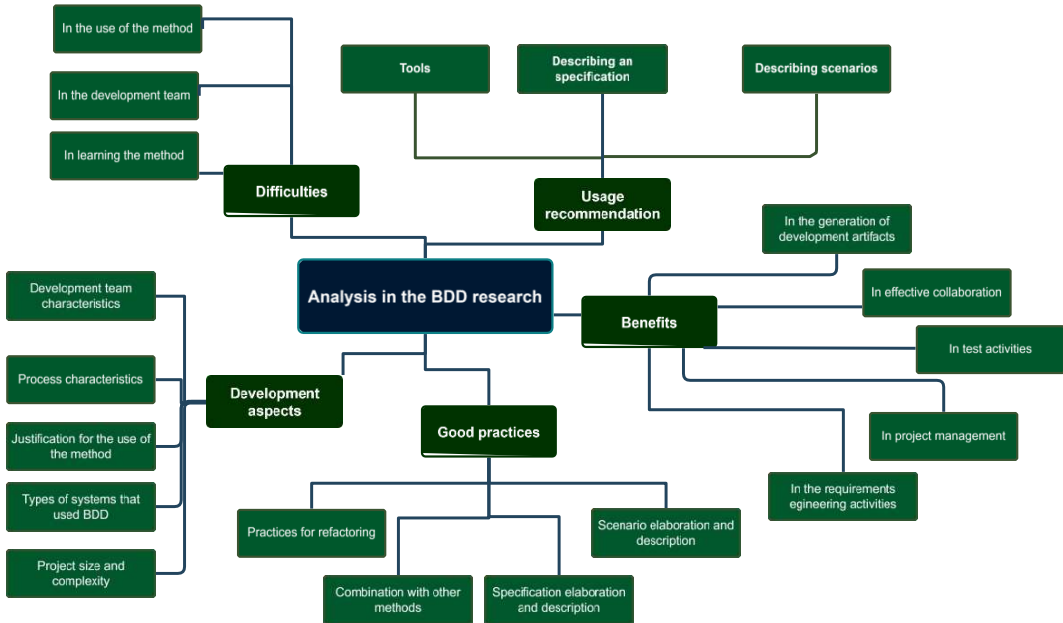 In the use of the method
In the development team
In learning the method
Difficulties
Tools
Describing an
specification
Describing scenarios
Usage
recommendation
Analysis in the BDD research
In the generation of
development artifacts
In effective collaboration
Benefits
In test activities
In project management
In the requirements
egineering activities
Development team
characteristics
Process characteristics
Justification for the use of
the method
Types of systems that
used BDD
Project size and
complexity
Development
aspects
Good practices
Practices for refactoring
Combination with other
methods
Specification elaboration
and description
Scenario elaboration and
description